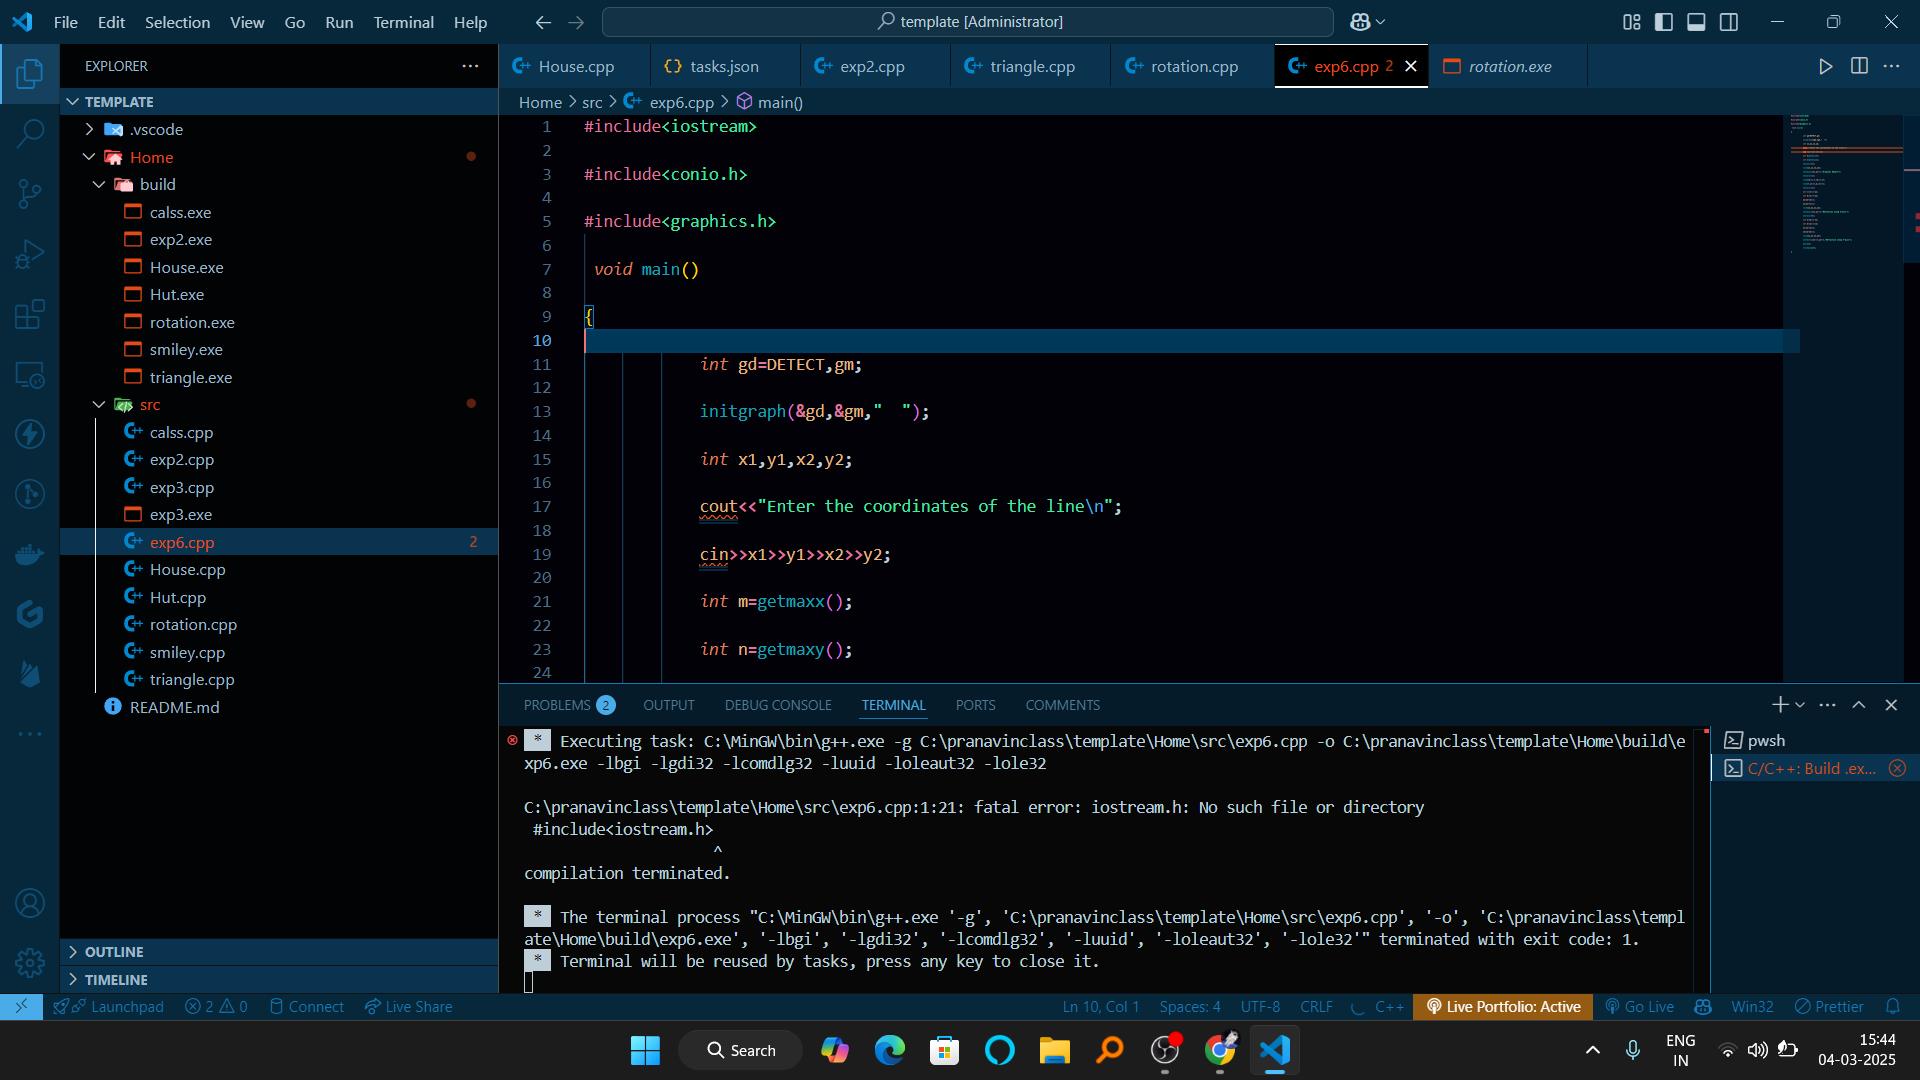 File Edit Selection View Go Run Terminal Help
template [Administrator]
EXPLORER
TEMPLATE
.vscode
Home
build
calss.exe
exp2.exe
House.exe
Hut.exe
rotation.exe
smiley.exe
triangle.exe
src
calss.cpp
exp2.cpp
exp3.cpp
exp3.exe
exp6.cpp 2
House.cpp
Hut.cpp
rotation.cpp
smiley.cpp
triangle.cpp
README.md
OUTLINE
TIMELINE
House.cpp tasks.json exp2.cpp triangle.cpp rotation.cpp exp6.cpp 2 rotation.exe
Home > src > exp6.cpp > main()
1 #include<iostream>
2
3 #include<conio.h>
4
5 #include<graphics.h>
6
7 void main()
8
9 {
10
11 int gd=DETECT,gm;
12
13 initgraph(&gd,&gm,"  ");
14
15 int x1,y1,x2,y2;
16
17 cout<<"Enter the coordinates of the line\n";
18
19 cin>>x1>>y1>>x2>>y2;
20
21 int m=getmaxx();
22
23 int n=getmaxy();
24
PROBLEMS 2 OUTPUT DEBUG CONSOLE TERMINAL PORTS COMMENTS
* Executing task: C:\MinGW\bin\g++.exe -g C:\pranavinclass\template\Home\src\exp6.cpp -o C:\pranavinclass\template\Home\build\e
xp6.exe -lbgi -lgdi32 -lcomdlg32 -luuid -loleaut32 -lole32
C:\pranavinclass\template\Home\src\exp6.cpp:1:21: fatal error: iostream.h: No such file or directory
#include<iostream.h>
^
compilation terminated.
* The terminal process "C:\MinGW\bin\g++.exe '-g', 'C:\pranavinclass\template\Home\src\exp6.cpp', '-o', 'C:\pranavinclass\templ
ate\Home\build\exp6.exe', '-lbgi', '-lgdi32', '-lcomdlg32', '-luuid', '-loleaut32', '-lole32'" terminated with exit code: 1.
* Terminal will be reused by tasks, press any key to close it.
pwsh
C/C++: Build .ex...
Launchpad 2 0 Connect Live Share Ln 10, Col 1 Spaces: 4 UTF-8 CRLF C++ Live Portfolio: Active Go Live Win32 Prettier
Search
ENG
IN
15:44
04-03-2025